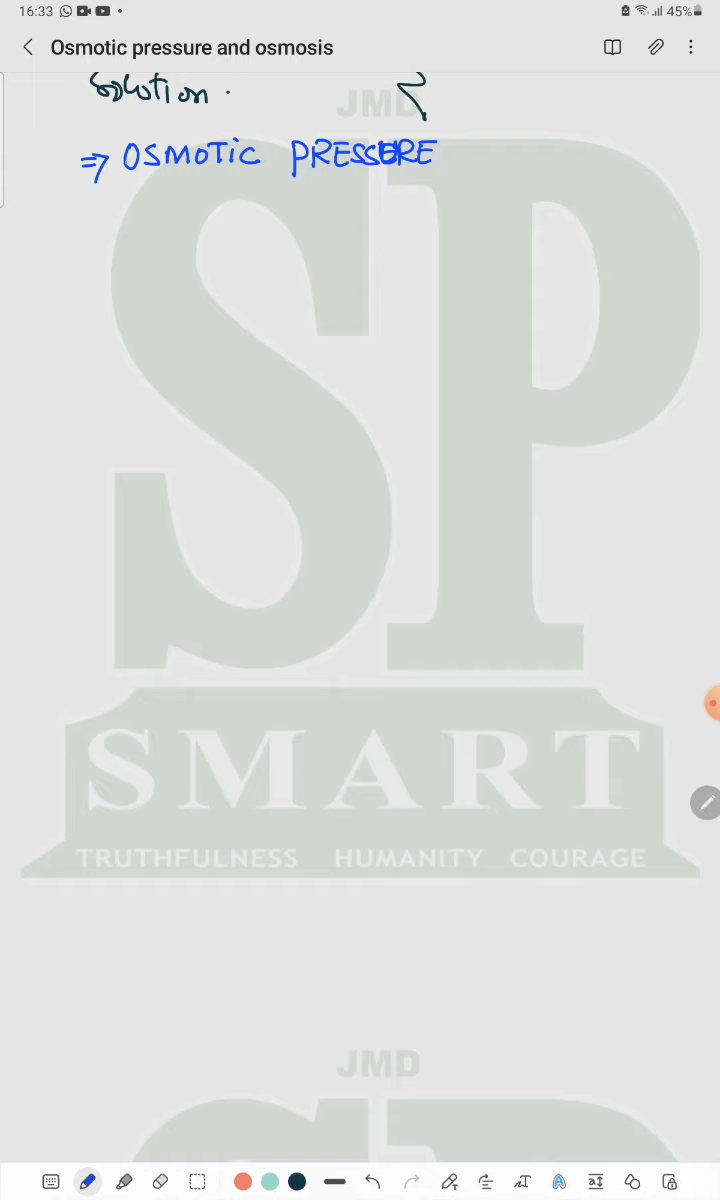 16:33
45%
Osmotic pressure and osmosis
Solution .
JMD
⇒ OSMOTIC PRESSURE
SP
SMART
TRUTHFULNESS HUMANITY COURAGE
JMD